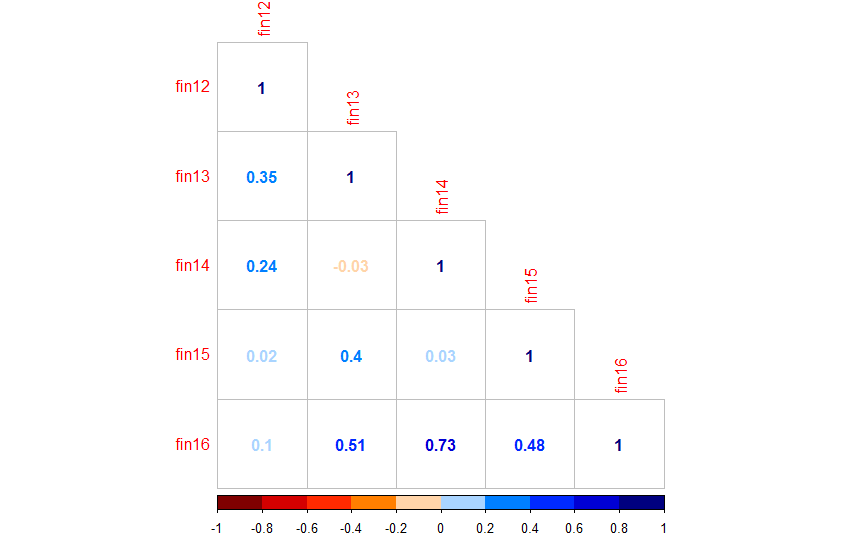 fin12
fin12 1
fin13
fin13 0.35 1
fin14
fin14 0.24 -0.03 1
fin15
fin15 0.02 0.4 0.03 1
fin16
fin16 0.1 0.51 0.73 0.48 1
-1 -0.8 -0.6 -0.4 -0.2 0 0.2 0.4 0.6 0.8 1